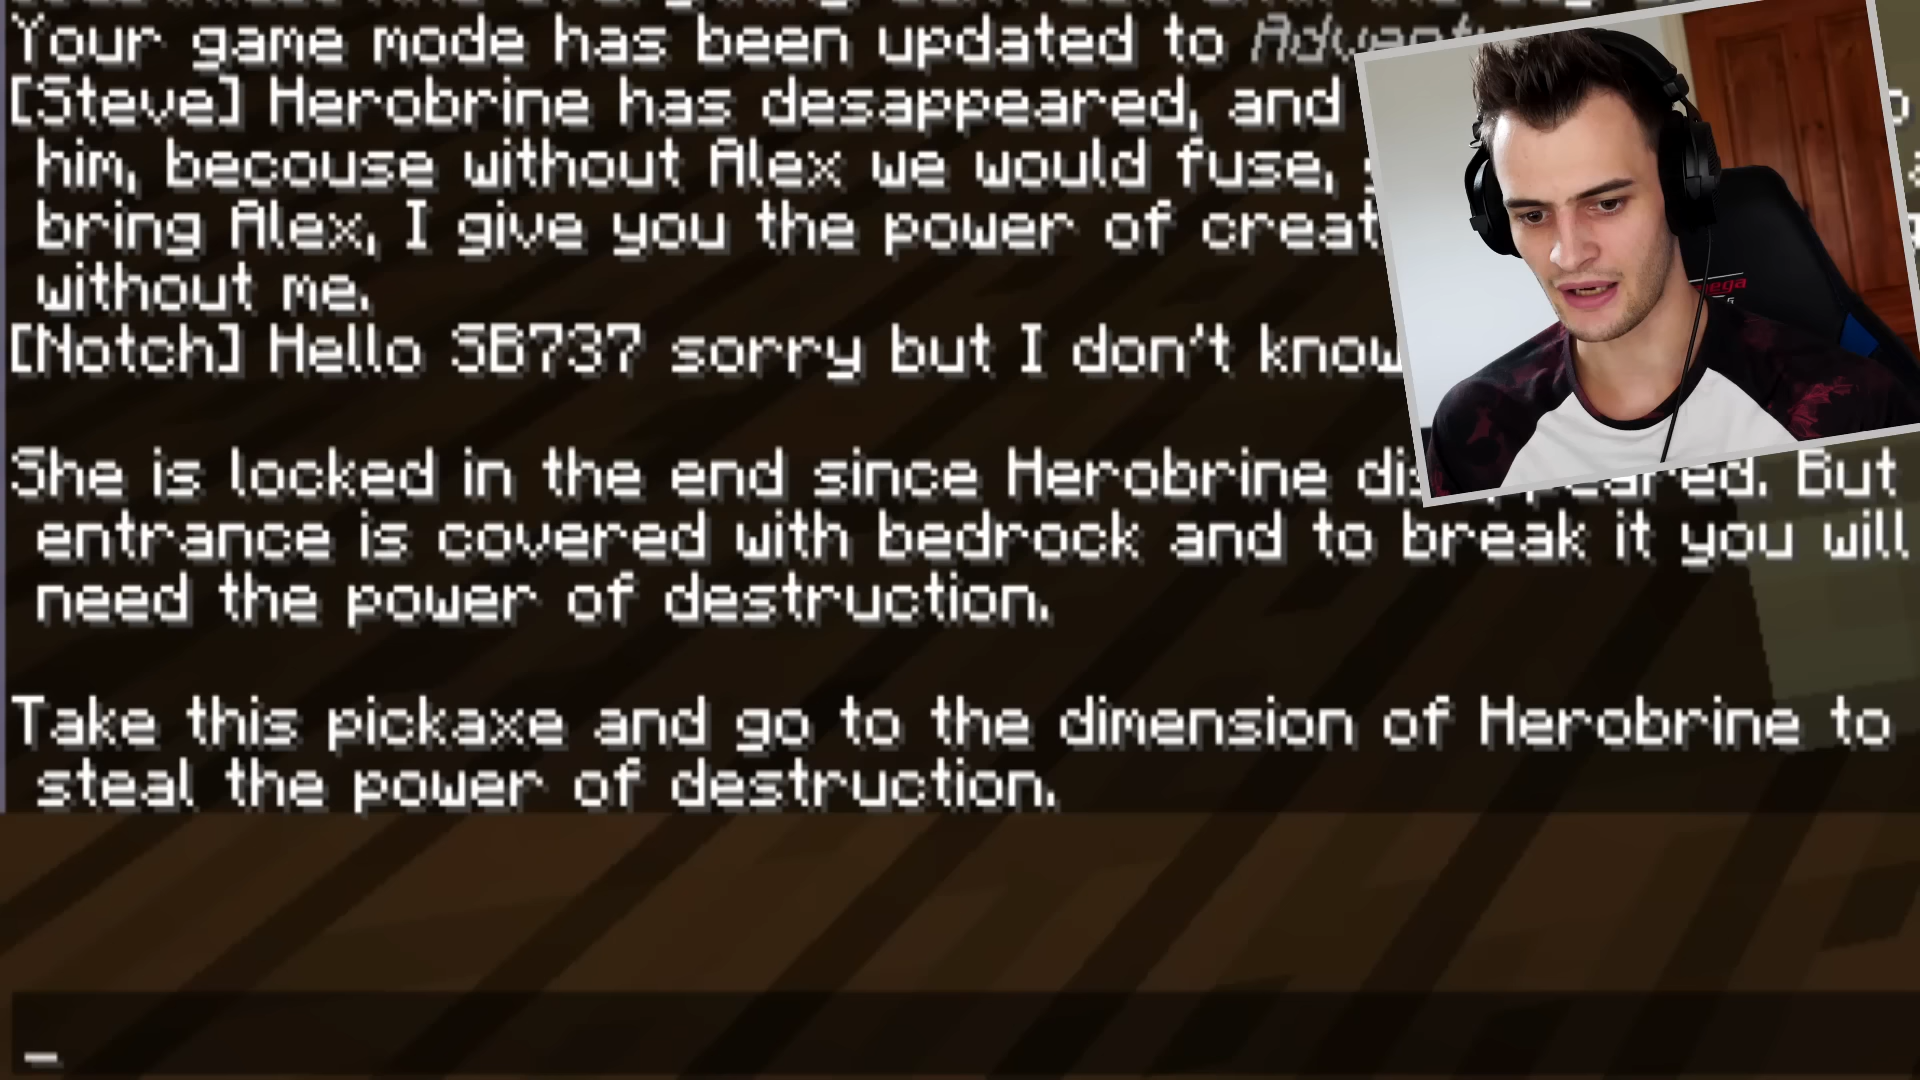 Your game mode has been updated to
[Steve] Herobrine has desappeared, and
him, becouse without Alex we would fuse,
bring Alex, I give you the power of
without me.
[Notch] Hello SB737 sorry but I don't know
She is locked in the end since Herobrine disappeared. But
entrance is covered with bedrock and to break it you will
need the power of destruction.
Take this pickaxe and go to the dimension of Herobrine to
steal the power of destruction.